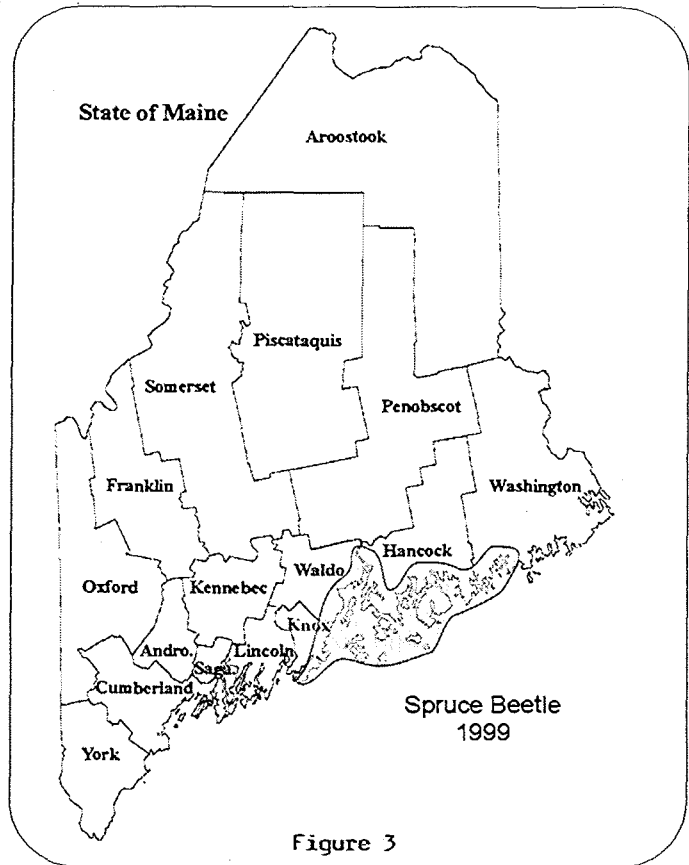 State of Maine
Aroostook
Piscataquis
Somerset
Penobscot
Franklin
Washington
Hancock
Waldo
Oxford
Kennebec
Knox
Andro.
Lincoln
Saga.
Cumberland
Spruce Beetle
1999
York
Figure 3